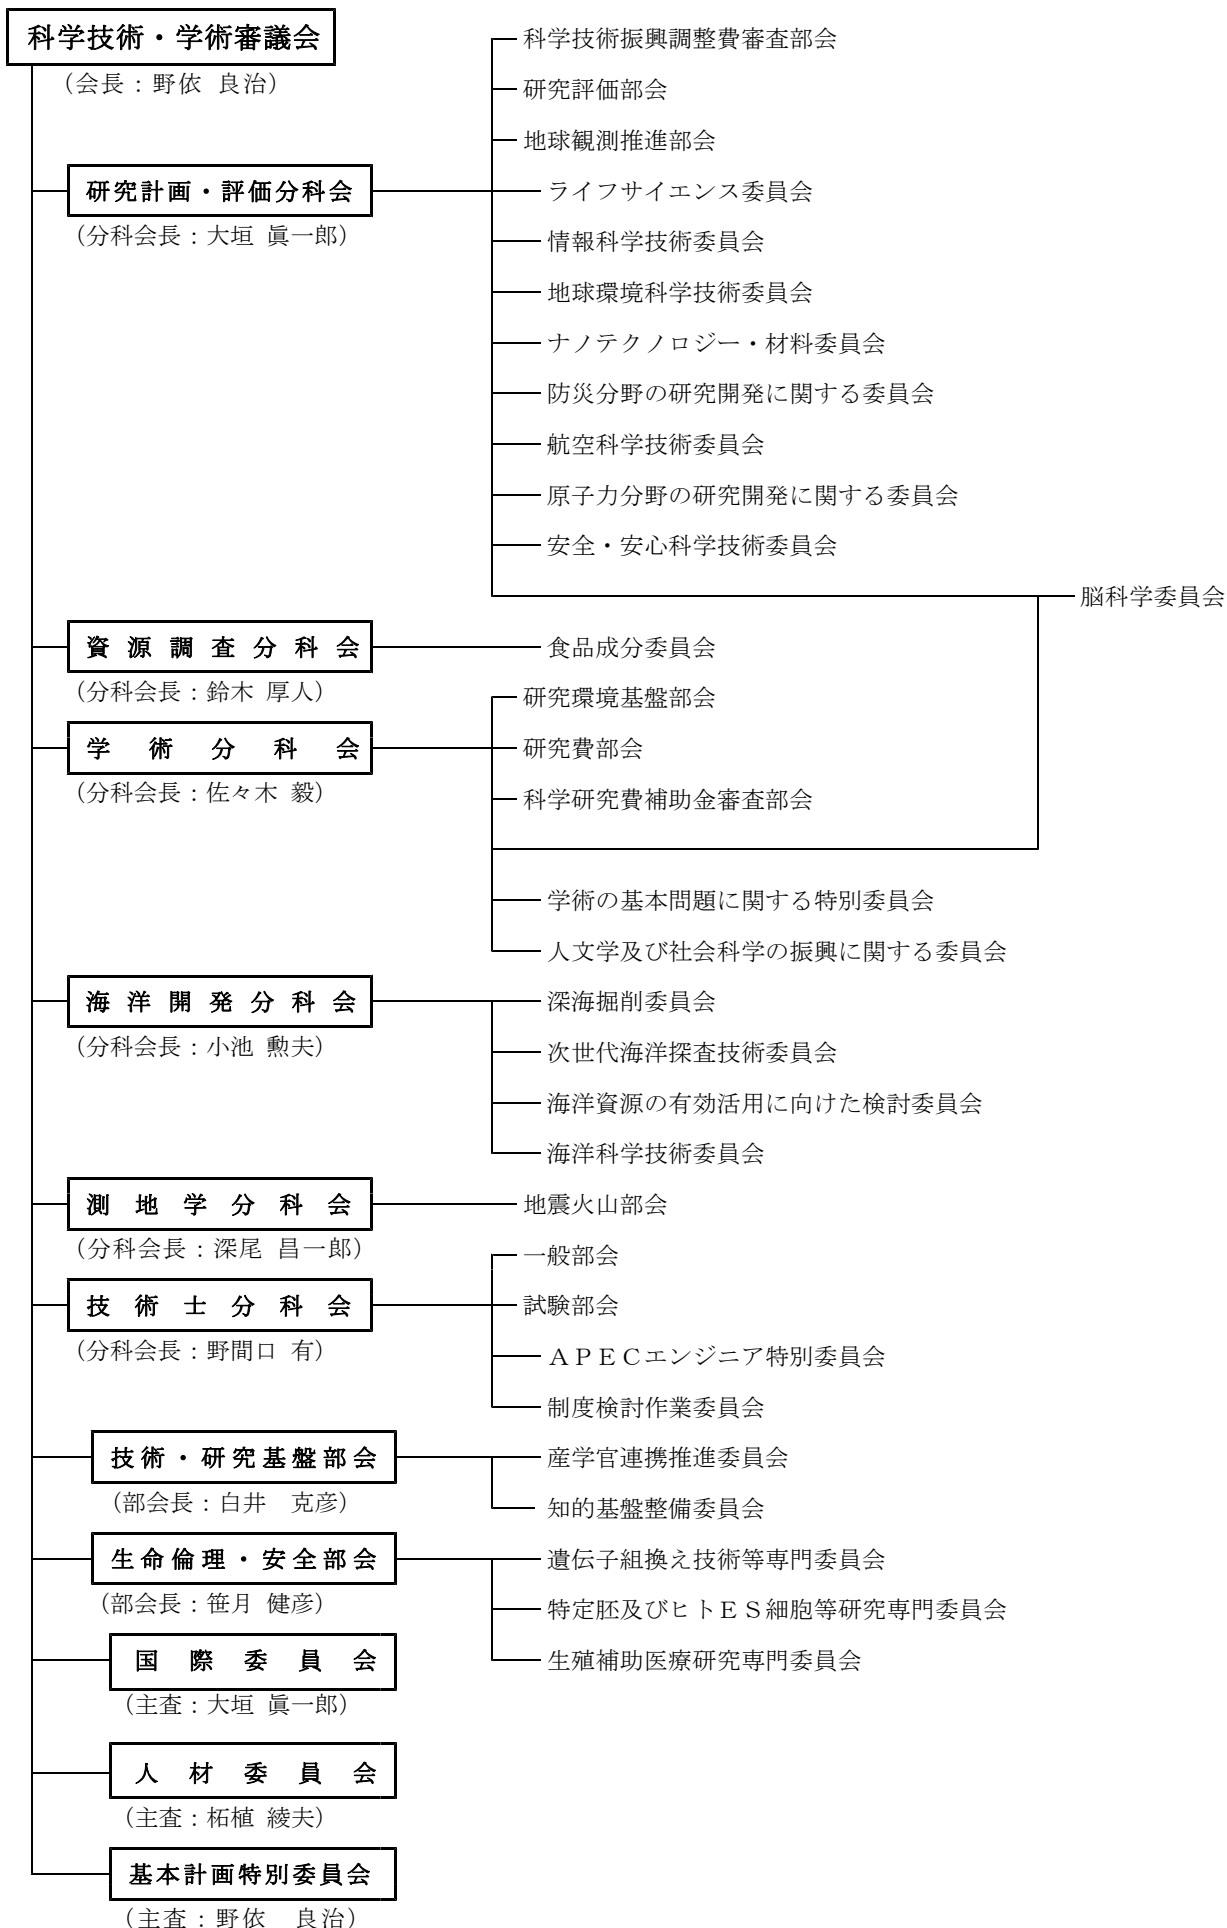 科学技術・学術審議会
（会長：野依 良治）
科学技術振興調整費審査部会
研究評価部会
地球観測推進部会
研究計画・評価分科会
（分科会長：大垣 眞一郎）
ライフサイエンス委員会
情報科学技術委員会
地球環境科学技術委員会
ナノテクノロジー・材料委員会
防災分野の研究開発に関する委員会
航空科学技術委員会
原子力分野の研究開発に関する委員会
安全・安心科学技術委員会
脳科学委員会
資源調査分科会
（分科会長：鈴木 厚人）
食品成分委員会
研究環境基盤部会
学術分科会
（分科会長：佐々木 毅）
研究費部会
科学研究費補助金審査部会
学術の基本問題に関する特別委員会
人文学及び社会科学の振興に関する委員会
海洋開発分科会
（分科会長：小池 勲夫）
深海掘削委員会
次世代海洋探査技術委員会
海洋資源の有効活用に向けた検討委員会
海洋科学技術委員会
測地学分科会
（分科会長：深尾 昌一郎）
地震火山部会
一般部会
技術士分科会
（分科会長：野間口 有）
試験部会
ＡＰＥＣエンジニア特別委員会
制度検討作業委員会
技術・研究基盤部会
（部会長：白井　克彦）
産学官連携推進委員会
知的基盤整備委員会
生命倫理・安全部会
（部会長：笹月 健彦）
遺伝子組換え技術等専門委員会
特定胚及びヒトＥＳ細胞等研究専門委員会
生殖補助医療研究専門委員会
国際委員会
（主査：大垣 眞一郎）
人材委員会
（主査：柘植 綾夫）
基本計画特別委員会
（主査：野依　良治）